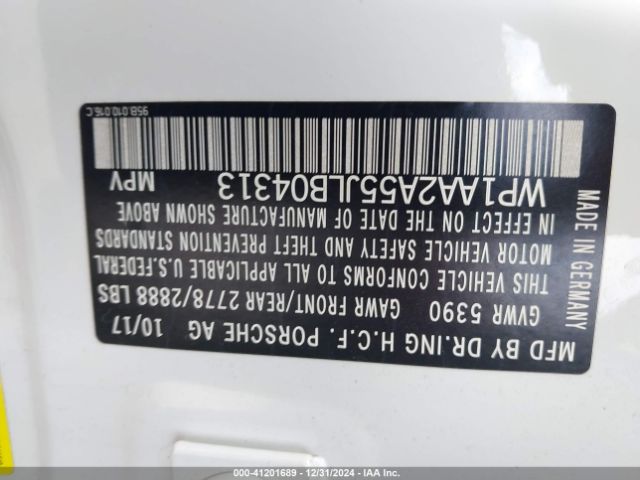 MFD BY DR.ING H.C.F. PORSCHE AG 10/17
GVWR 5390 GAWR FRONT/REAR 2778/2888 LBS
THIS VEHICLE CONFORMS TO ALL APPLICABLE U.S.FEDERAL
MOTOR VEHICLE SAFETY AND THEFT PREVENTION STANDARDS
IN EFFECT ON THE DATE OF MANUFACTURE SHOWN ABOVE
WP1AA2A55JLB04313 MPV
MADE IN GERMANY
95B.010.016.C
000-41201689 - 12/31/2024 - IAA Inc.